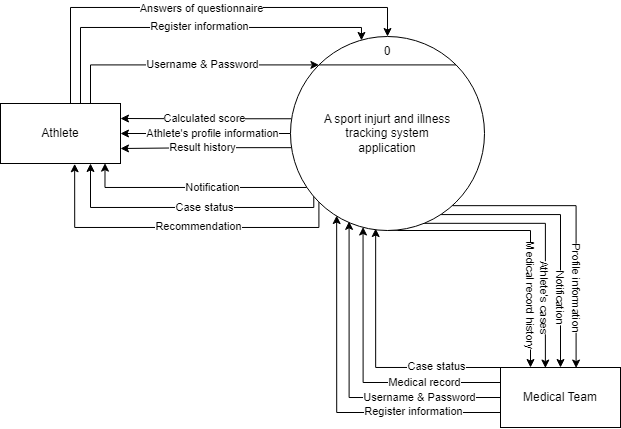 Answers of questionnaire
Register information
0
Username & Password
Calculated score
A sport injurt and illness
tracking system
application
Athlete
Athlete's profile information
Result history
Notification
Case status
Recommendation
Medical record history
Athlete's cases
Notification
Profile information
Case status
Medical record
Username & Password
Register information
Medical Team